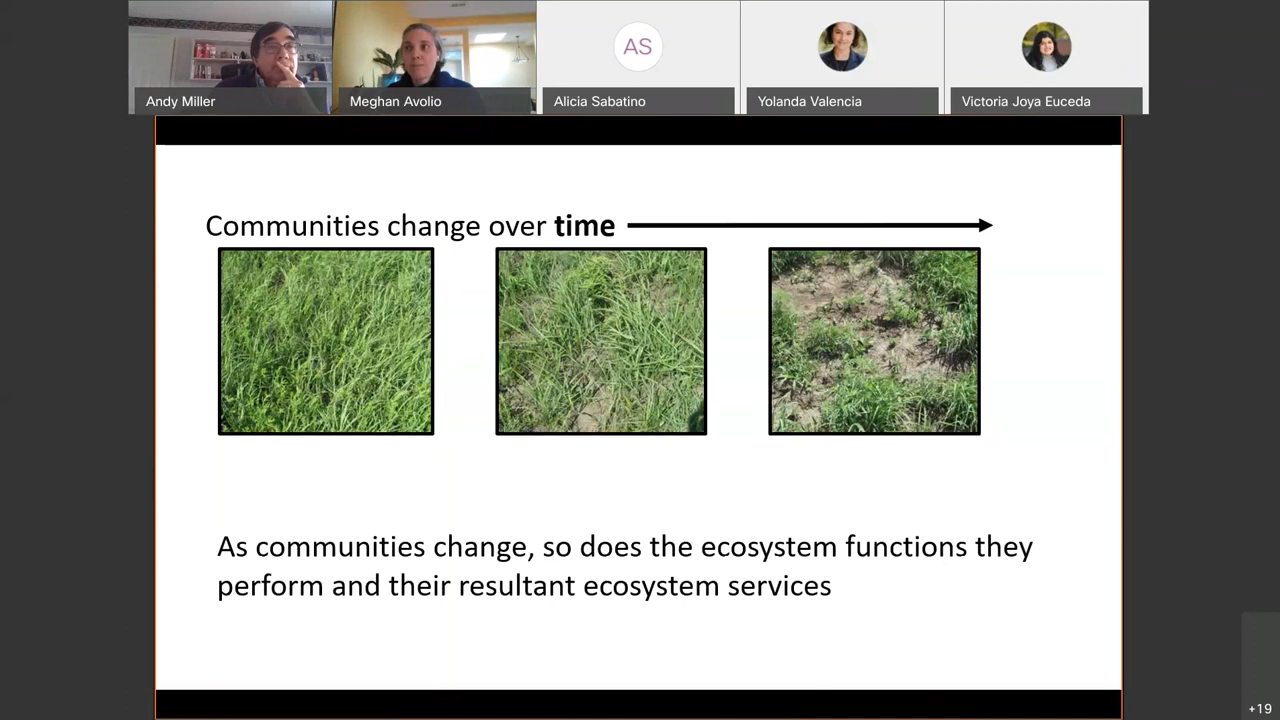 AS
Andy Miller
Meghan Avolio
Alicia Sabatino
Yolanda Valencia
Victoria Joya Euceda
Communities change over time
As communities change, so does the ecosystem functions they
perform and their resultant ecosystem services
+19